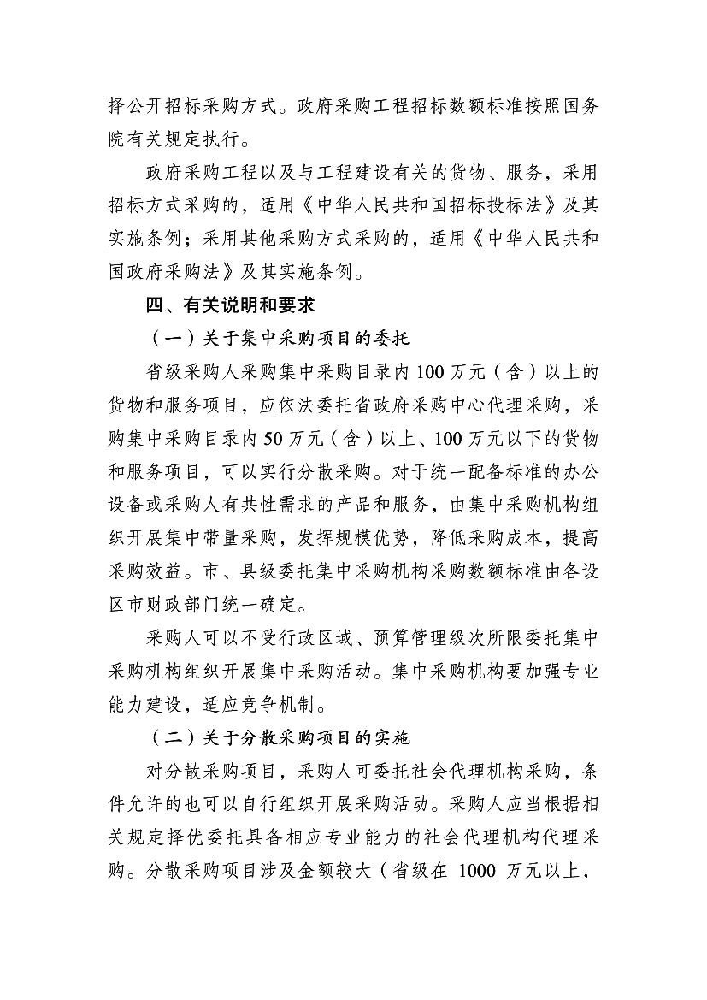 择公开招标采购方式。政府采购工程招标数额标准按照国务
院有关规定执行。
政府采购工程以及与工程建设有关的货物、服务，采用
招标方式采购的，适用《中华人民共和国招标投标法》及其
实施条例；采用其他采购方式采购的，适用《中华人民共和
国政府采购法》及其实施条例。
四、有关说明和要求
（一）关于集中采购项目的委托
省级采购人采购集中采购目录内 100 万元（含）以上的
货物和服务项目，应依法委托省政府采购中心代理采购，采
购集中采购目录内 50 万元（含）以上、100 万元以下的货物
和服务项目，可以实行分散采购。对于统一配备标准的办公
设备或采购人有共性需求的产品和服务，由集中采购机构组
织开展集中带量采购，发挥规模优势，降低采购成本，提高
采购效益。市、县级委托集中采购机构采购数额标准由各设
区市财政部门统一确定。
采购人可以不受行政区域、预算管理级次所限委托集中
采购机构组织开展集中采购活动。集中采购机构要加强专业
能力建设，适应竞争机制。
（二）关于分散采购项目的实施
对分散采购项目，采购人可委托社会代理机构采购，条
件允许的也可以自行组织开展采购活动。采购人应当根据相
关规定择优委托具备相应专业能力的社会代理机构代理采
购。分散采购项目涉及金额较大（省级在 1000 万元以上，